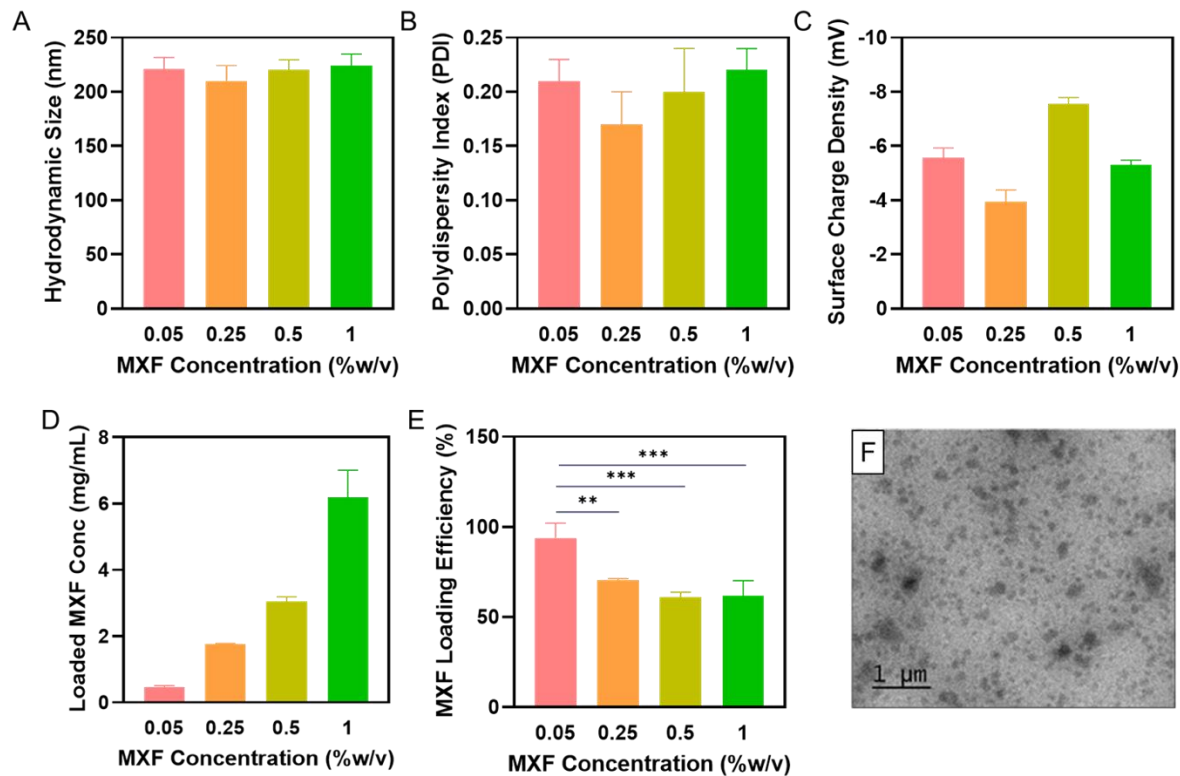 A
Hydrodynamic Size (nm)
250
200
150
100
50
0
0.05 0.25 0.5 1
MXF Concentration (%w/v)
B
Polydispersity Index (PDI)
0.25
0.20
0.15
0.10
0.05
0.00
0.05 0.25 0.5 1
MXF Concentration (%w/v)
C
Surface Charge Density (mV)
-10
-8
-6
-4
-2
0
0.05 0.25 0.5 1
MXF Concentration (%w/v)
D
Loaded MXF Conc (mg/mL)
8
6
4
2
0
0.05 0.25 0.5 1
MXF Concentration (%w/v)
E
MXF Loading Efficiency (%)
150
100
50
0
***
***
**
0.05 0.25 0.5 1
MXF Concentration (%w/v)
F
1 μm